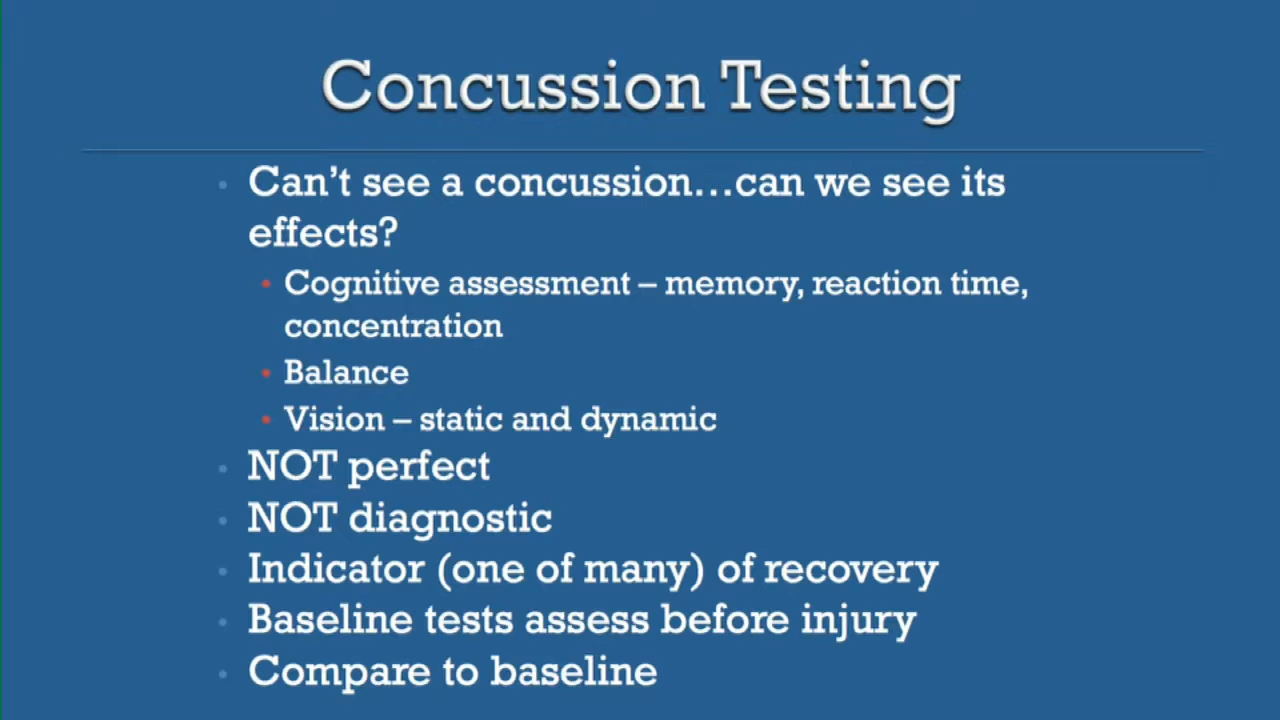 Concussion Testing
• Can’t see a concussion…can we see its
effects?
• Cognitive assessment – memory, reaction time,
concentration
• Balance
• Vision – static and dynamic
• NOT perfect
• NOT diagnostic
• Indicator (one of many) of recovery
• Baseline tests assess before injury
• Compare to baseline